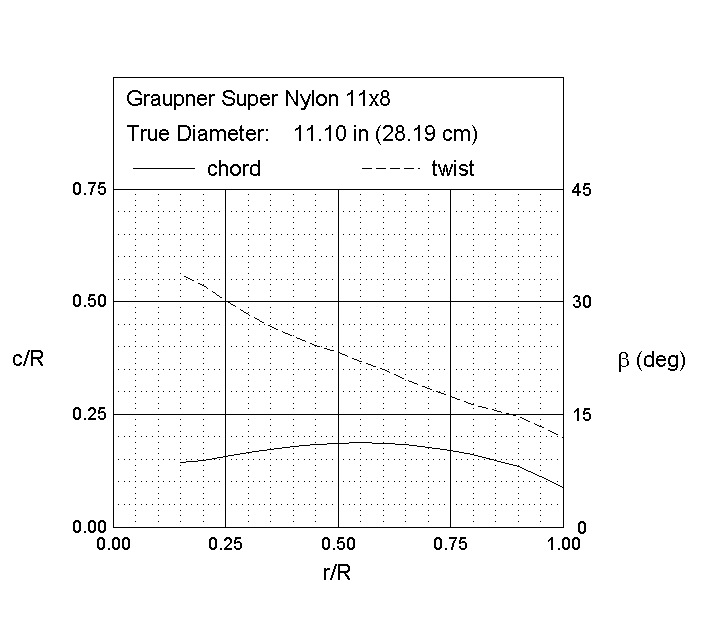 Graupner Super Nylon 11x8
True Diameter: 11.10 in (28.19 cm)
chord twist
0.75 45
0.50 30
c/R β (deg)
0.25 15
0.00 0
0.00 0.25 0.50 0.75 1.00
r/R